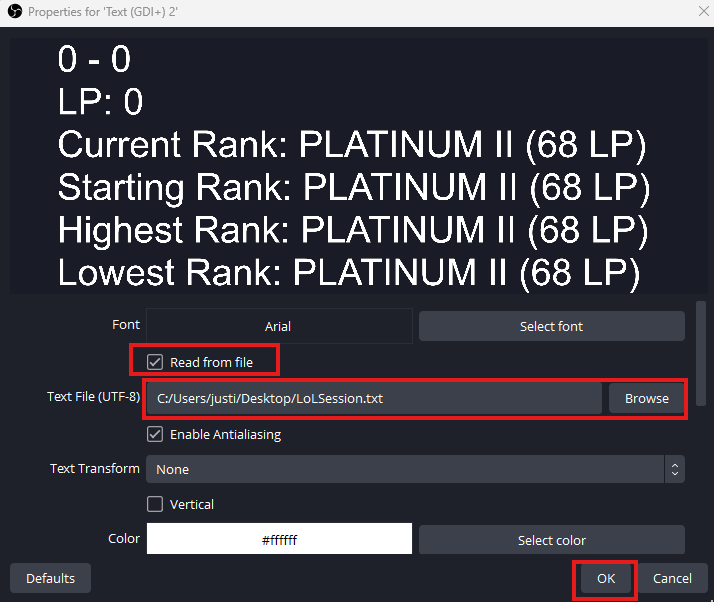 Properties for 'Text (GDI+) 2'
0 - 0
LP: 0
Current Rank: PLATINUM II (68 LP)
Starting Rank: PLATINUM II (68 LP)
Highest Rank: PLATINUM II (68 LP)
Lowest Rank: PLATINUM II (68 LP)
Font Arial Select font
Read from file
Text File (UTF-8) C:/Users/justi/Desktop/LoLSession.txt Browse
Enable Antialiasing
Text Transform None
Vertical
Color #ffffff Select color
Defaults OK Cancel